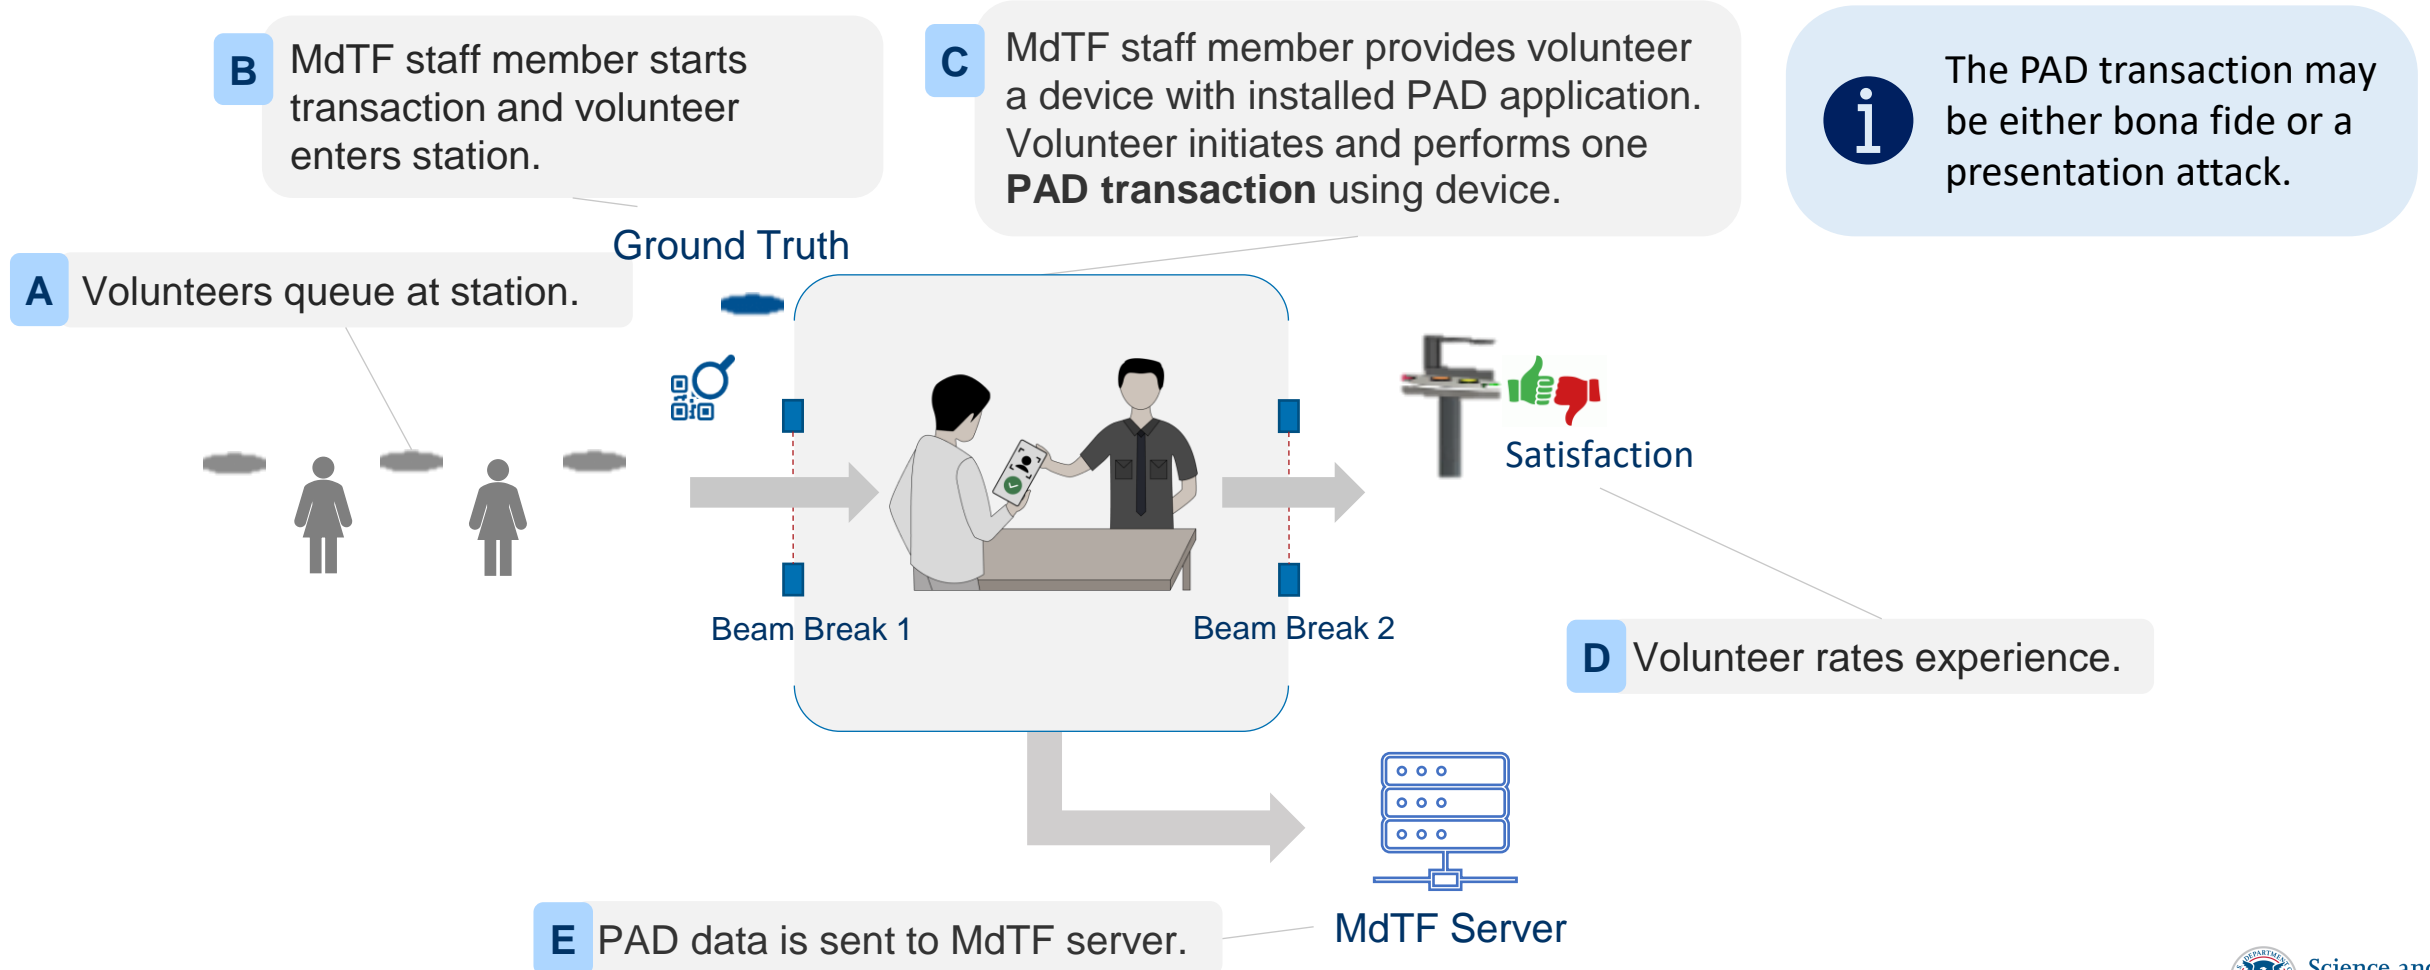 B
MdTF staff member starts
transaction and volunteer
enters station.
C
MdTF staff member provides volunteer
a device with installed PAD application.
Volunteer initiates and performs one
PAD transaction using device.
i
The PAD transaction may
be either bona fide or a
presentation attack.
Ground Truth
A
Volunteers queue at station.
Satisfaction
Beam Break 1
Beam Break 2
D
Volunteer rates experience.
E
PAD data is sent to MdTF server.
MdTF Server
Science and